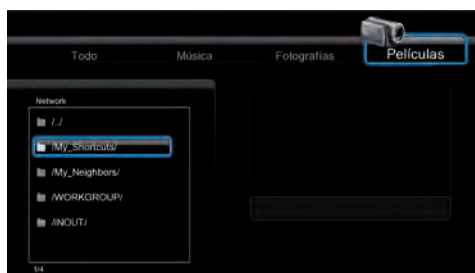 Todo Música Fotografías Películas
Network
/../
/My_Shortcuts/
/My_Neighbors/
/WORKGROUP/
/INOUT/
1/4